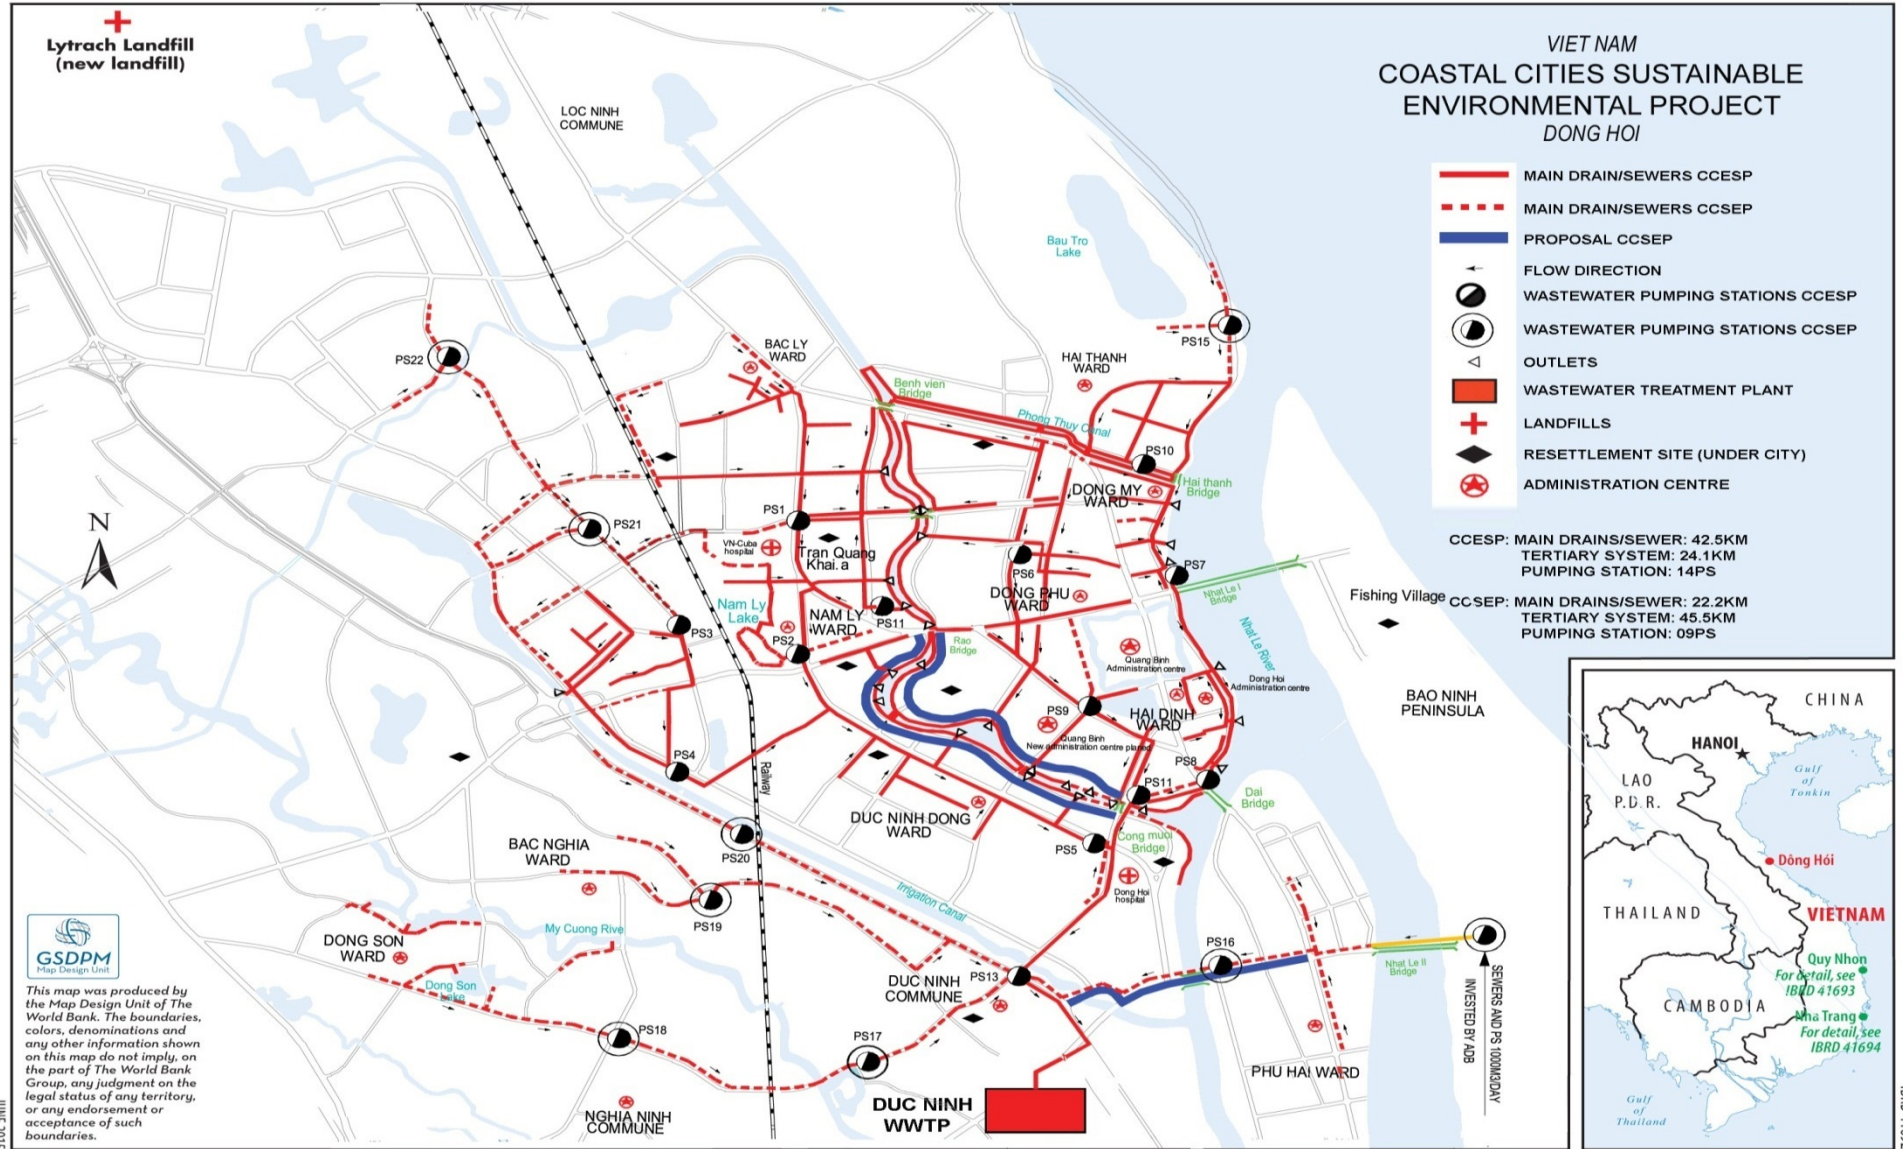 Lytrach Landfill
(new landfill)
VIET NAM
COASTAL CITIES SUSTAINABLE
ENVIRONMENTAL PROJECT
DONG HOI
MAIN DRAIN/SEWERS CCESP
MAIN DRAIN/SEWERS CCSEP
PROPOSAL CCSEP
FLOW DIRECTION
WASTEWATER PUMPING STATIONS CCESP
WASTEWATER PUMPING STATIONS CCSEP
OUTLETS
WASTEWATER TREATMENT PLANT
LANDFILLS
RESETTLEMENT SITE (UNDER CITY)
ADMINISTRATION CENTRE
CCESP: MAIN DRAINS/SEWER: 42.5KM
TERTIARY SYSTEM: 24.1KM
PUMPING STATION: 14PS
CCSEP: MAIN DRAINS/SEWER: 22.2KM
TERTIARY SYSTEM: 45.5KM
PUMPING STATION: 09PS
LOC NINH
COMMUNE
Bau Tro
Lake
PS15
PS22
BAC LY
WARD
HAI THANH
WARD
Benh vien
Bridge
Phong Thuy Canal
PS10
Hai thanh
Bridge
DONG MY
WARD
N
PS21
PS1
VN-Cuba
hospital
Tran Quang
Khai.a
PS6
PS7
Nhat Le I
Bridge
DONG PHU
WARD
Fishing Village
Nam Ly
Lake
NAM LY
WARD
PS11
PS3
PS2
Rao
Bridge
Nhat Le River
Quang Binh
Administration centre
Dong Hoi
Administration centre
BAO NINH
PENINSULA
PS9
HAI DINH
WARD
Quang Binh
New administration centre planed
PS4
Railway
PS8
PS11
Dai
Bridge
DUC NINH DONG
WARD
PS5
Cong muoi
Bridge
BAC NGHIA
WARD
PS20
Dong Hoi
hospital
Irrigation Canal
PS19
My Cuong Rive
DONG SON
WARD
PS16
Nhat Le II
Bridge
DUC NINH
COMMUNE
PS13
Dong Son
Lake
SEWERS AND PS 1000M3/DAY
INVESTED BY ADB
PS18
PS17
PHU HAI WARD
DUC NINH
WWTP
NGHIA NINH
COMMUNE
GSDPM
Map Design Unit
This map was produced by
the Map Design Unit of The
World Bank. The boundaries,
colors, denominations and
any other information shown
on this map do not imply, on
the part of The World Bank
Group, any judgment on the
legal status of any territory,
or any endorsement or
acceptance of such
boundaries.
CHINA
HANOI
LAO
P.D.R.
Gulf
of
Tonkin
Dông Hói
THAILAND
VIETNAM
Quy Nhon
For detail, see
IBRD 41693
CAMBODIA
Nha Trang
For detail, see
IBRD 41694
Gulf
of
Thailand